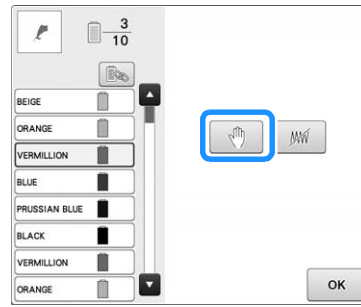 3
10
BEIGE
ORANGE
VERMILLION
BLUE
PRUSSIAN BLUE
BLACK
VERMILLION
ORANGE
OK